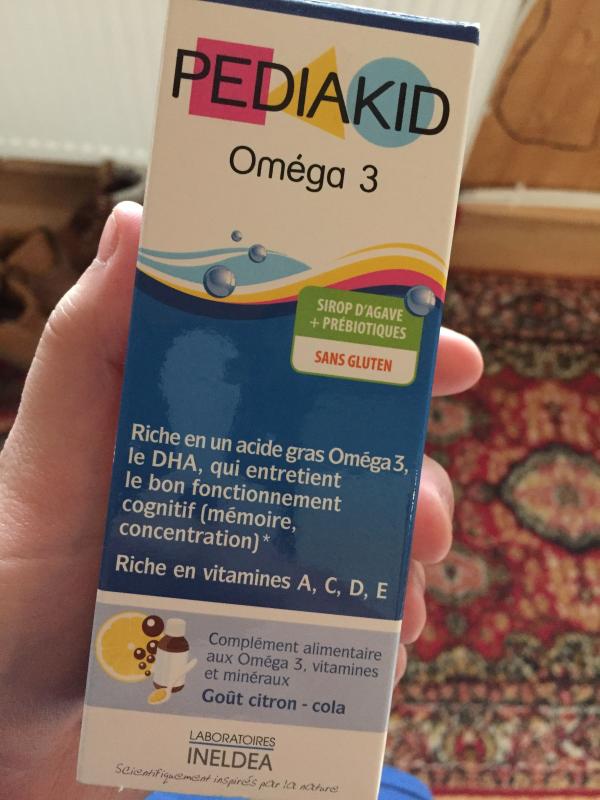 PEDIAKID
Oméga 3
SIROP D'AGAVE
+ PRÉBIOTIQUES
SANS GLUTEN
Riche en un acide gras Oméga 3,
le DHA, qui entretient
le bon fonctionnement
cognitif (mémoire,
concentration)*
Riche en vitamines A, C, D, E
Complément alimentaire
aux Oméga 3, vitamines
et minéraux
Goût citron - cola
LABORATOIRES
INELDEA
Scientifiquement inspirés par la nature